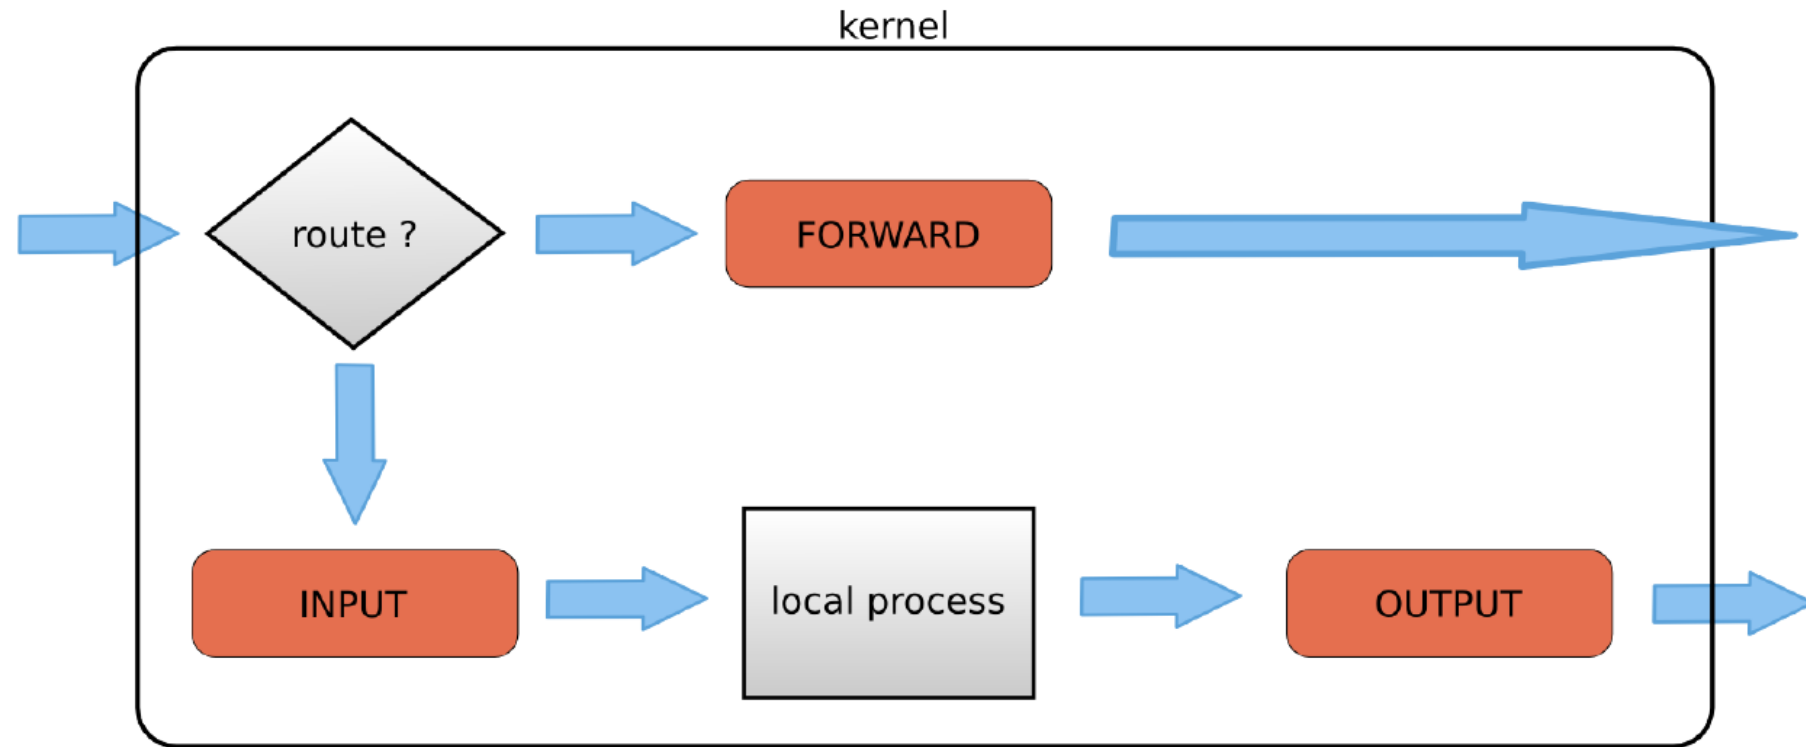 kernel
route ?
FORWARD
INPUT
local process
OUTPUT